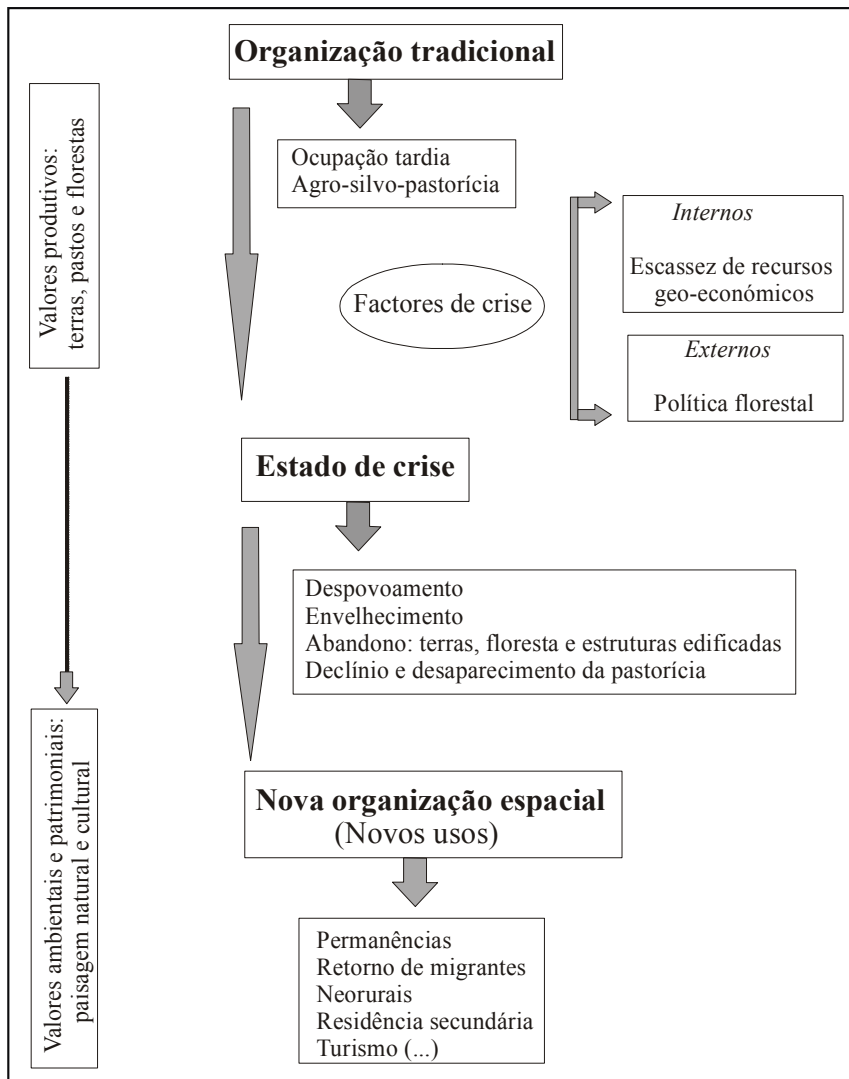 Organização tradicional
Valores produtivos:
terras, pastos e florestas
Ocupação tardia
Agro-silvo-pastorícia
Factores de crise
Internos
Escassez de recursos
geo-económicos
Externos
Política florestal
Estado de crise
Despovoamento
Envelhecimento
Abandono: terras, floresta e estruturas edificadas
Declínio e desaparecimento da pastorícia
Valores ambientais e patrimoniais:
paisagem natural e cultural
Nova organização espacial
(Novos usos)
Permanências
Retorno de migrantes
Neorurais
Residência secundária
Turismo (...)